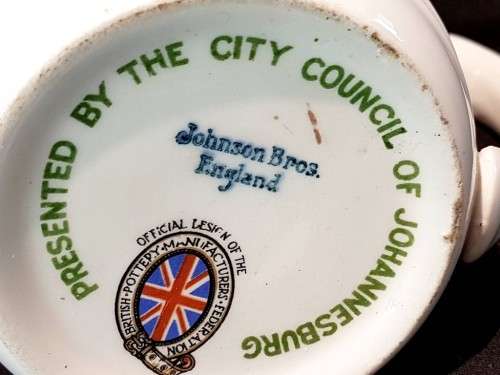 PRESENTED BY THE CITY COUNCIL OF JOHANNESBURG
Johnson Bros.
England
OFFICIAL DESIGN OF THE
BRITISH POTTERY MANUFACTURERS' FEDERATION